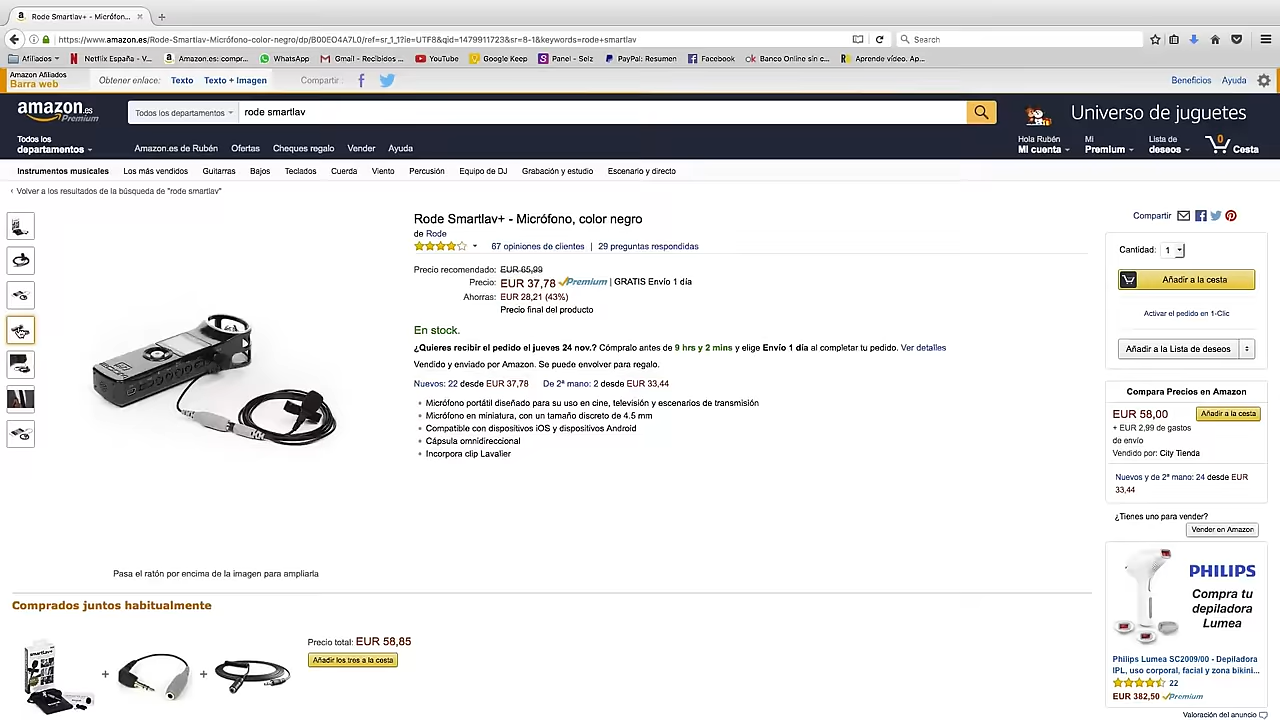 Rode Smartlav+ - Micrófon...
https://www.amazon.es/Rode-Smartlav-Micrófono-color-negro/dp/B00EO4A7L0/ref=sr_1_1?ie=UTF8&qid=1479911723&sr=8-1&keywords=rode+smartlav
Search
Afiliados
Netflix España - V...
Amazon.es: compr...
WhatsApp
Gmail - Recibidos ...
YouTube
Google Keep
Panel - Selz
PayPal: Resumen
Facebook
Banco Online sin c...
Aprende vídeo. Ap...
Amazon Afiliados
Barra web
Obtener enlace:
Texto
Texto + Imagen
Compartir :
Beneficios
Ayuda
amazon.es
Premium
Todos los departamentos
rode smartlav
Universo de juguetes
Todos los
departamentos
Amazon.es de Rubén
Ofertas
Cheques regalo
Vender
Ayuda
Hola Rubén
Mi cuenta
Mi
Premium
Lista de
deseos
0
Cesta
Instrumentos musicales
Los más vendidos
Guitarras
Bajos
Teclados
Cuerda
Viento
Percusión
Equipo de DJ
Grabación y estudio
Escenario y directo
‹ Volver a los resultados de la búsqueda de "rode smartlav"
Rode Smartlav+ - Micrófono, color negro
de Rode
67 opiniones de clientes | 29 preguntas respondidas
Precio recomendado: EUR 65,99
Precio: EUR 37,78 Premium | GRATIS Envío 1 día
Ahorras: EUR 28,21 (43%)
Precio final del producto
En stock.
¿Quieres recibir el pedido el jueves 24 nov.? Cómpralo antes de 9 hrs y 2 mins y elige Envío 1 día al completar tu pedido. Ver detalles
Vendido y enviado por Amazon. Se puede envolver para regalo.
Nuevos: 22 desde EUR 37,78 De 2ª mano: 2 desde EUR 33,44
• Micrófono portátil diseñado para su uso en cine, televisión y escenarios de transmisión
• Micrófono en miniatura, con un tamaño discreto de 4.5 mm
• Compatible con dispositivos iOS y dispositivos Android
• Cápsula omnidireccional
• Incorpora clip Lavalier
Pasa el ratón por encima de la imagen para ampliarla
Compartir
Cantidad: 1
Añadir a la cesta
Activar el pedido en 1-Clic
Añadir a la Lista de deseos
Compara Precios en Amazon
EUR 58,00
Añadir a la cesta
+ EUR 2,99 de gastos
de envío
Vendido por: City Tienda
Nuevos y de 2ª mano: 24 desde EUR
33,44
¿Tienes uno para vender?
Vender en Amazon
PHILIPS
Compra tu
depiladora
Lumea
Philips Lumea SC2009/00 - Depiladora
IPL, uso corporal, facial y zona bikini...
22
EUR 382,50 Premium
Valoración del anuncio
Comprados juntos habitualmente
smartlav+
+
+
Precio total: EUR 58,85
Añadir los tres a la cesta